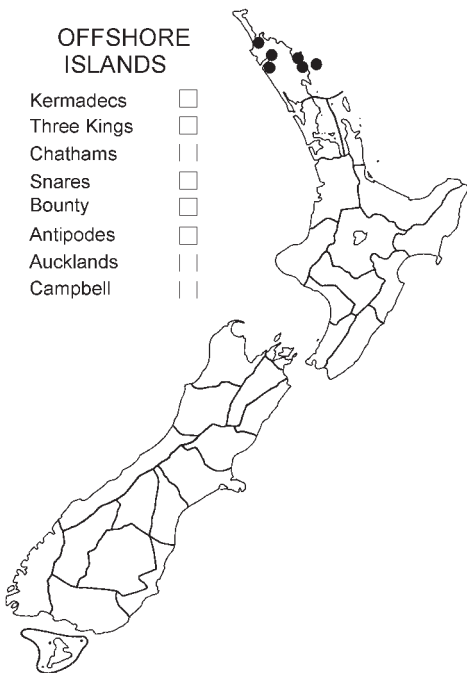 OFFSHORE
ISLANDS
Kermadecs
Three Kings
Chathams
Snares
Bounty
Antipodes
Aucklands
Campbell